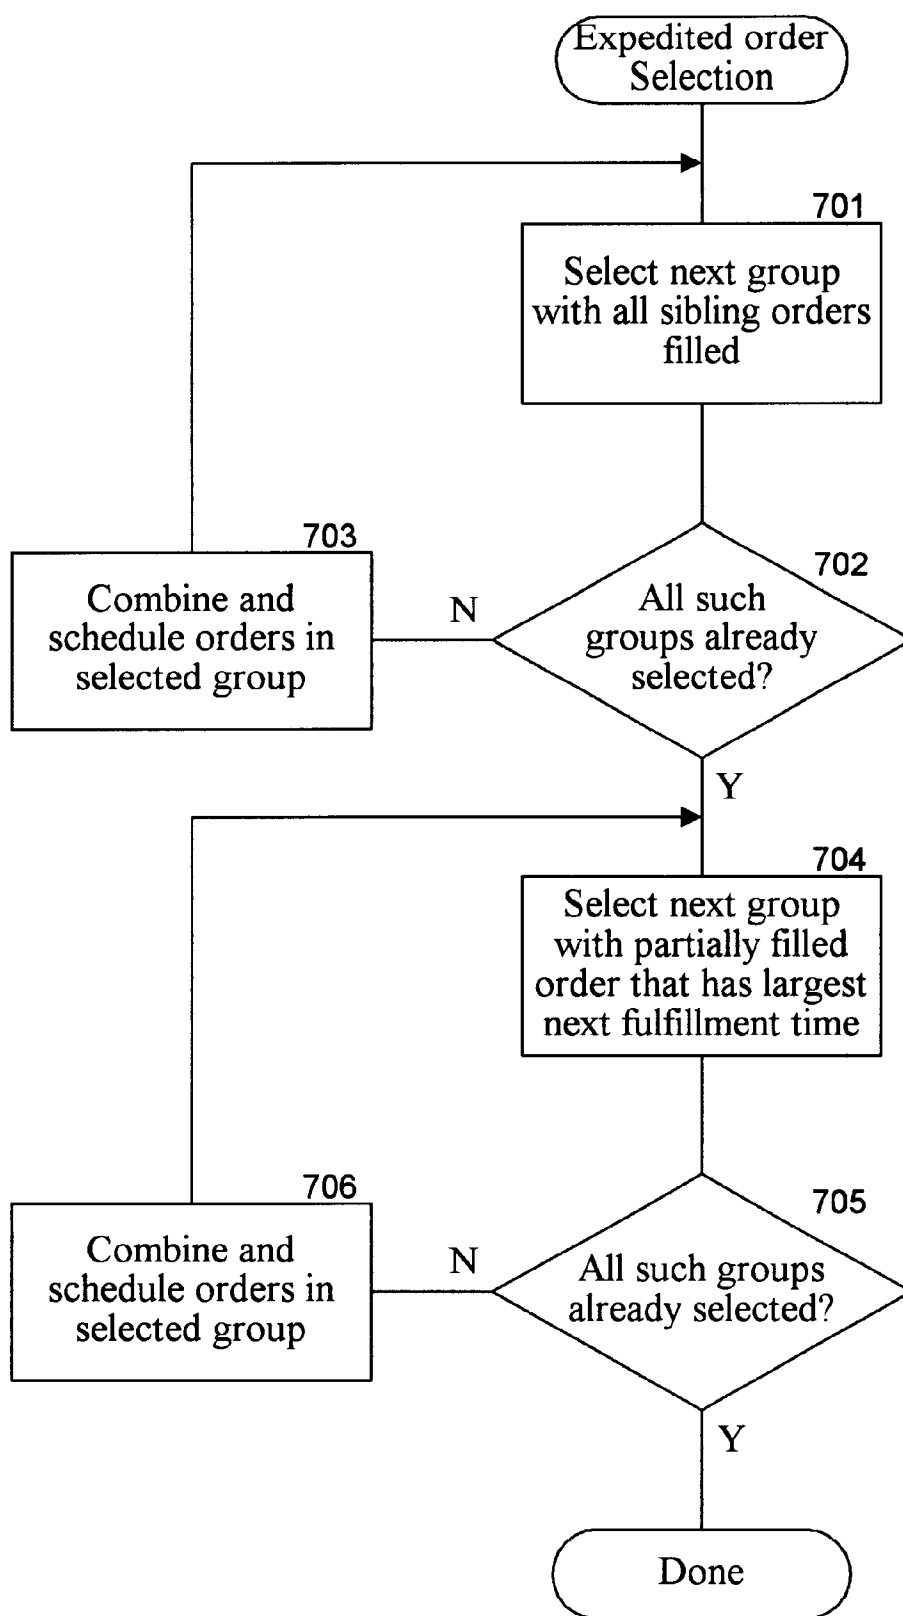 Expedited order
Selection
701
Select next group
with all sibling orders
filled
702
All such
groups already
selected?
N
703
Combine and
schedule orders in
selected group
Y
704
Select next group
with partially filled
order that has largest
next fulfillment time
705
All such groups
already selected?
N
706
Combine and
schedule orders in
selected group
Y
Done